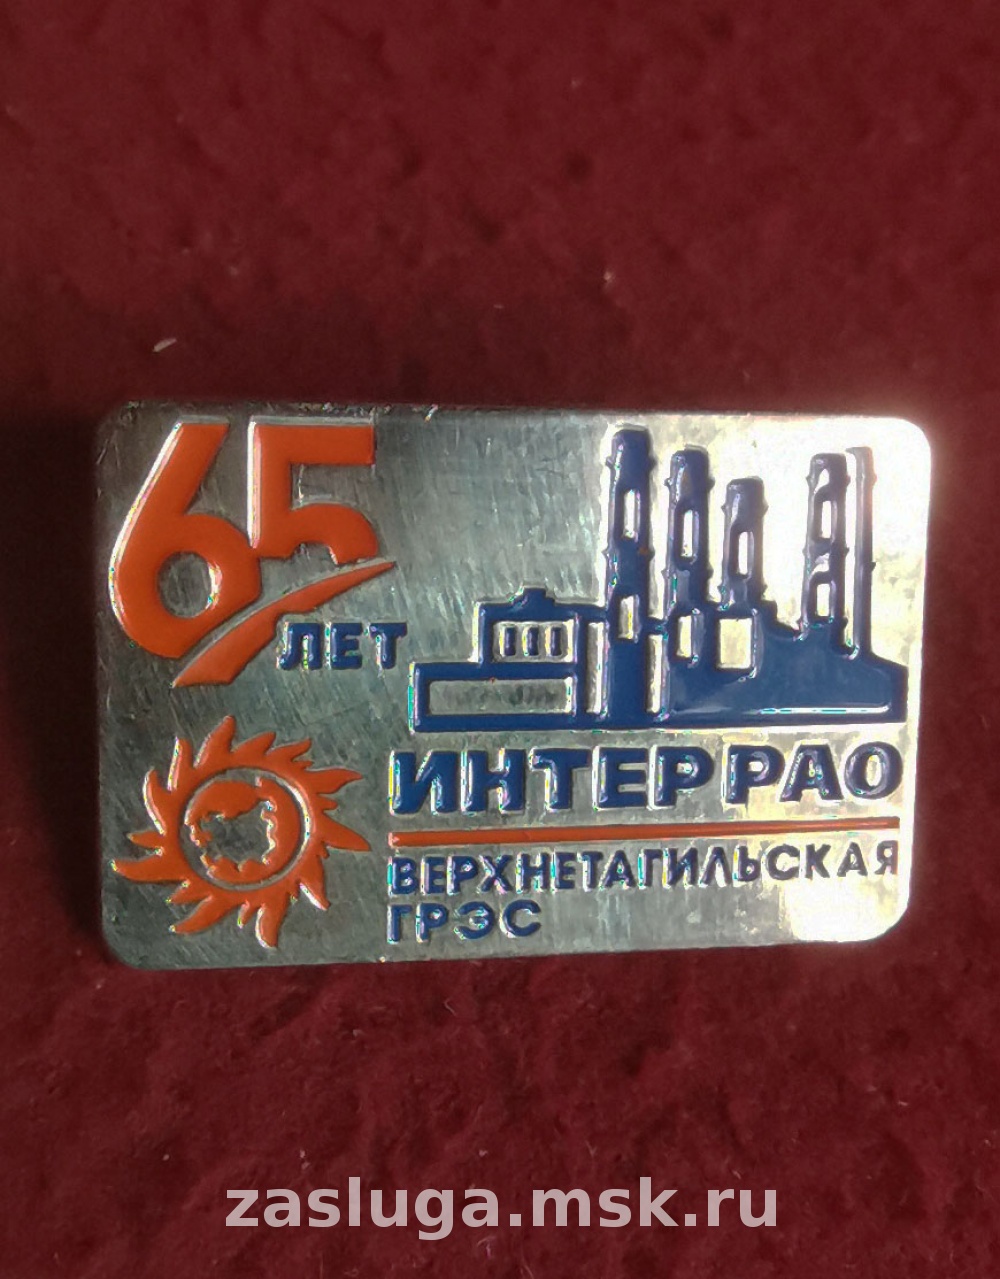 65
ЛЕТ
ИНТЕР РАО
ВЕРХНЕТАГИЛЬСКАЯ
ГРЭС
zasluga.msk.ru